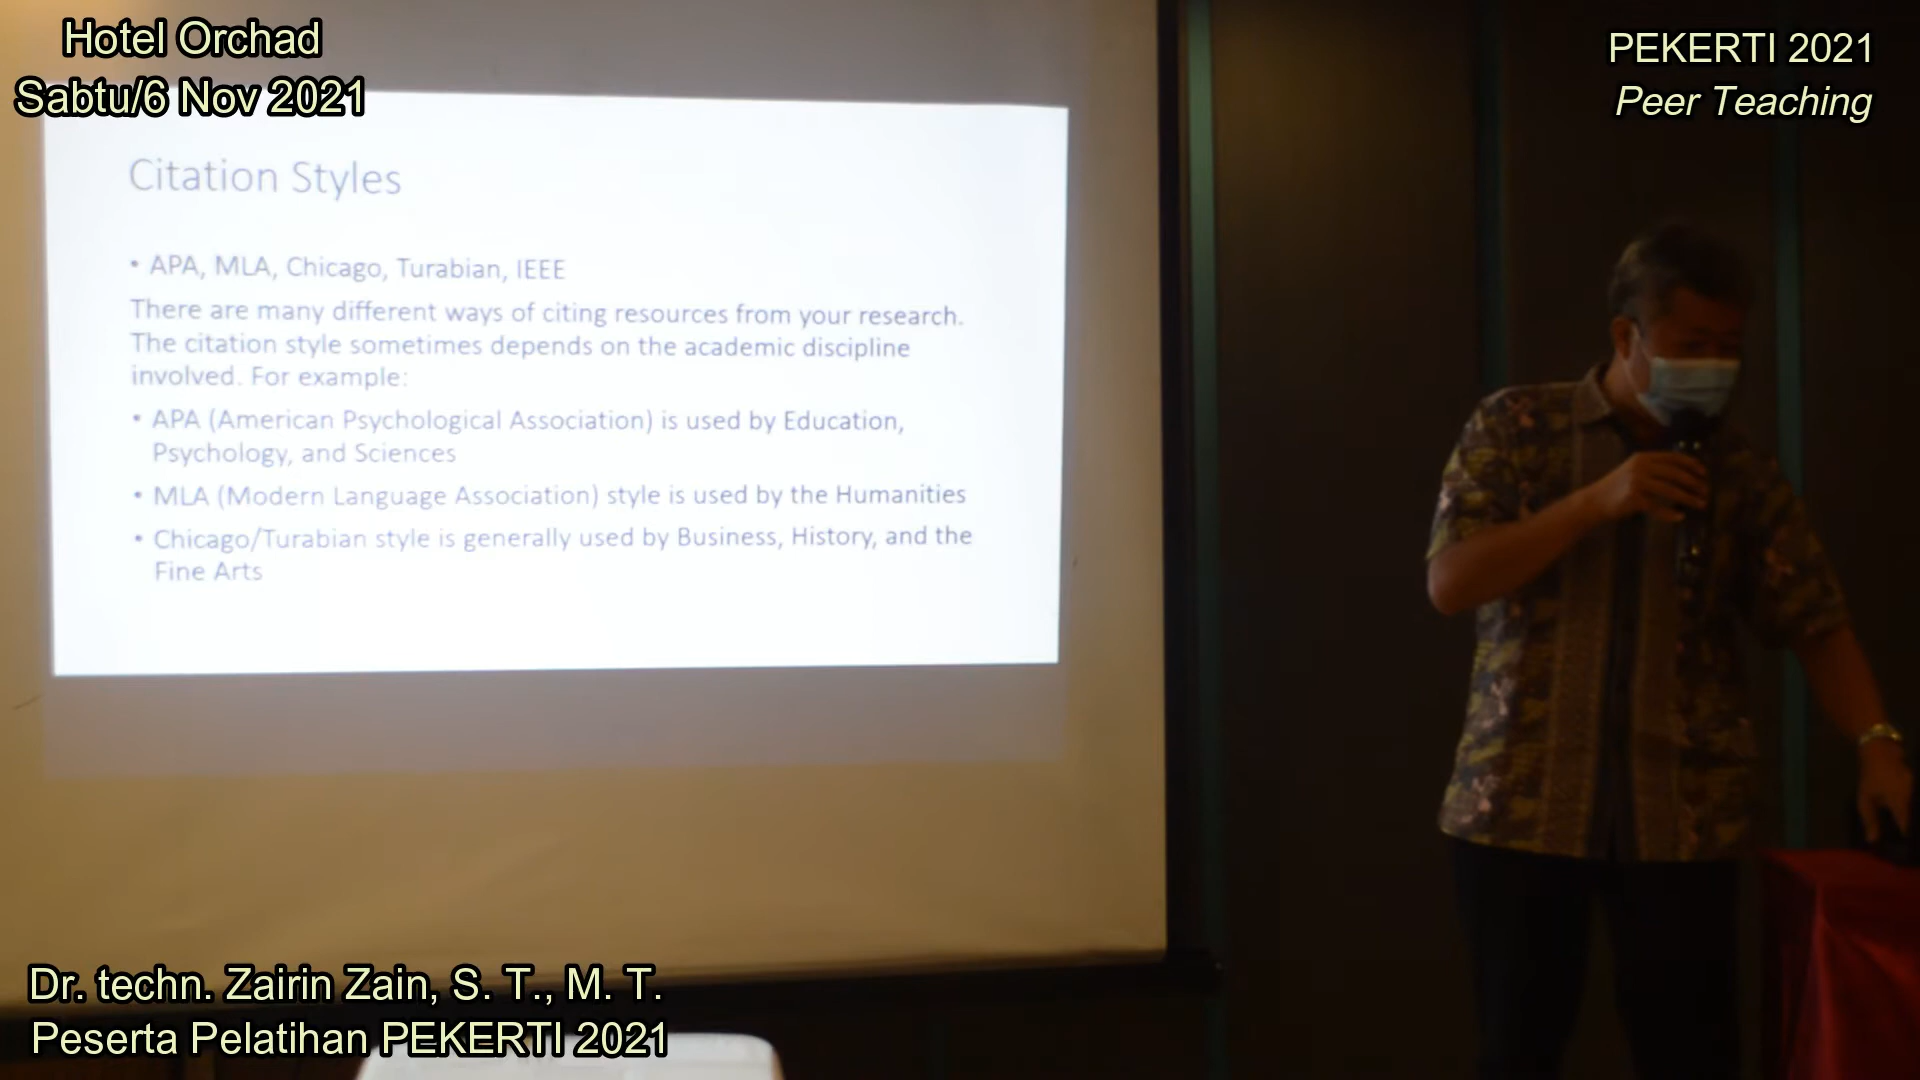 Hotel Orchad
Sabtu/6 Nov 2021
PEKERTI 2021
Peer Teaching
Citation Styles
• APA, MLA, Chicago, Turabian, IEEE
There are many different ways of citing resources from your research.
The citation style sometimes depends on the academic discipline
involved. For example:
• APA (American Psychological Association) is used by Education,
Psychology, and Sciences
• MLA (Modern Language Association) style is used by the Humanities
• Chicago/Turabian style is generally used by Business, History, and the
Fine Arts
Dr. techn. Zairin Zain, S. T., M. T.
Peserta Pelatihan PEKERTI 2021